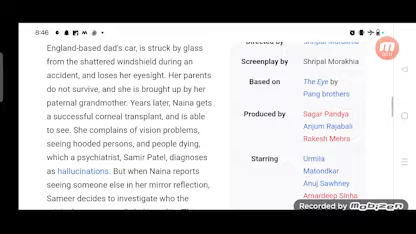 8:46
England-based dad's car, is struck by glass
from the shattered windshield during an
accident, and loses her eyesight. Her parents
do not survive, and she is brought up by her
paternal grandmother. Years later, Naina gets
a successful corneal transplant, and is able
to see. She complains of vision problems,
seeing hooded persons, and people dying,
which a psychiatrist, Samir Patel, diagnoses
as hallucinations. But when Naina reports
seeing someone else in her mirror reflection,
Sameer decides to investigate who the
Directed by Shripal Morakhia
Screenplay by Shripal Morakhia
Based on The Eye by
Pang brothers
Produced by Sagar Pandya
Anjum Rajabali
Rakesh Mehra
Starring Urmila
Matondkar
Anuj Sawhney
Amardeep Sinha
Recorded by Mobizen